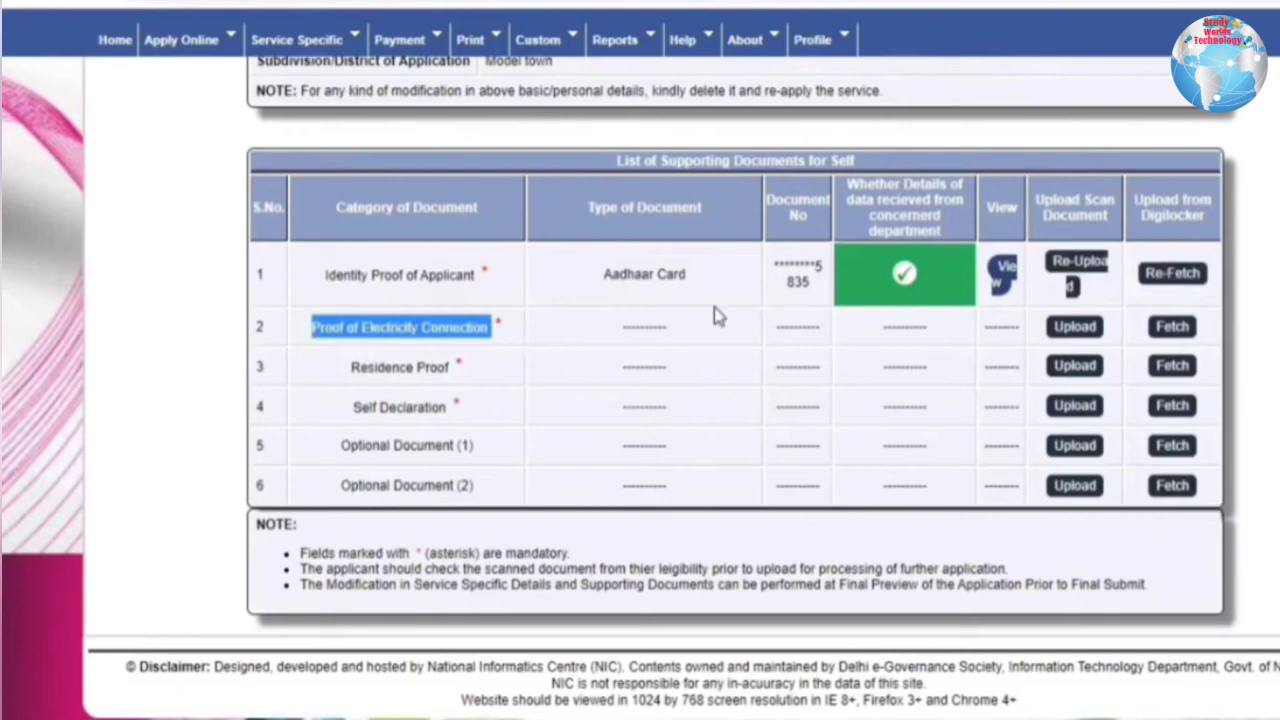 Study
Worlds
Technology
Home Apply Online Service Specific Payment Print Custom Reports Help About Profile
Subdivision/District of Application Model town
NOTE: For any kind of modification in above basic/personal details, kindly delete it and re-apply the service.
List of Supporting Documents for Self
S.No. Category of Document Type of Document Document No Whether Details of data recieved from concernerd department View Upload Scan Document Upload from Digilocker
1 Identity Proof of Applicant * Aadhaar Card ********5835 View Re-Upload Re-Fetch
2 Proof of Electricity Connection * ---------- ---------- ---------- -------- Upload Fetch
3 Residence Proof * ---------- ---------- ---------- -------- Upload Fetch
4 Self Declaration * ---------- ---------- ---------- -------- Upload Fetch
5 Optional Document (1) ---------- ---------- ---------- -------- Upload Fetch
6 Optional Document (2) ---------- ---------- ---------- -------- Upload Fetch
NOTE:
• Fields marked with * (asterisk) are mandatory.
• The applicant should check the scanned document from thier leigibility prior to upload for processing of further application.
• The Modification in Service Specific Details and Supporting Documents can be performed at Final Preview of the Application Prior to Final Submit.
© Disclaimer: Designed, developed and hosted by National Informatics Centre (NIC). Contents owned and maintained by Delhi e-Governance Society, Information Technology Department, Govt. of N
NIC is not responsible for any in-acuuracy in the data of this site.
Website should be viewed in 1024 by 768 screen resolution in IE 8+, Firefox 3+ and Chrome 4+